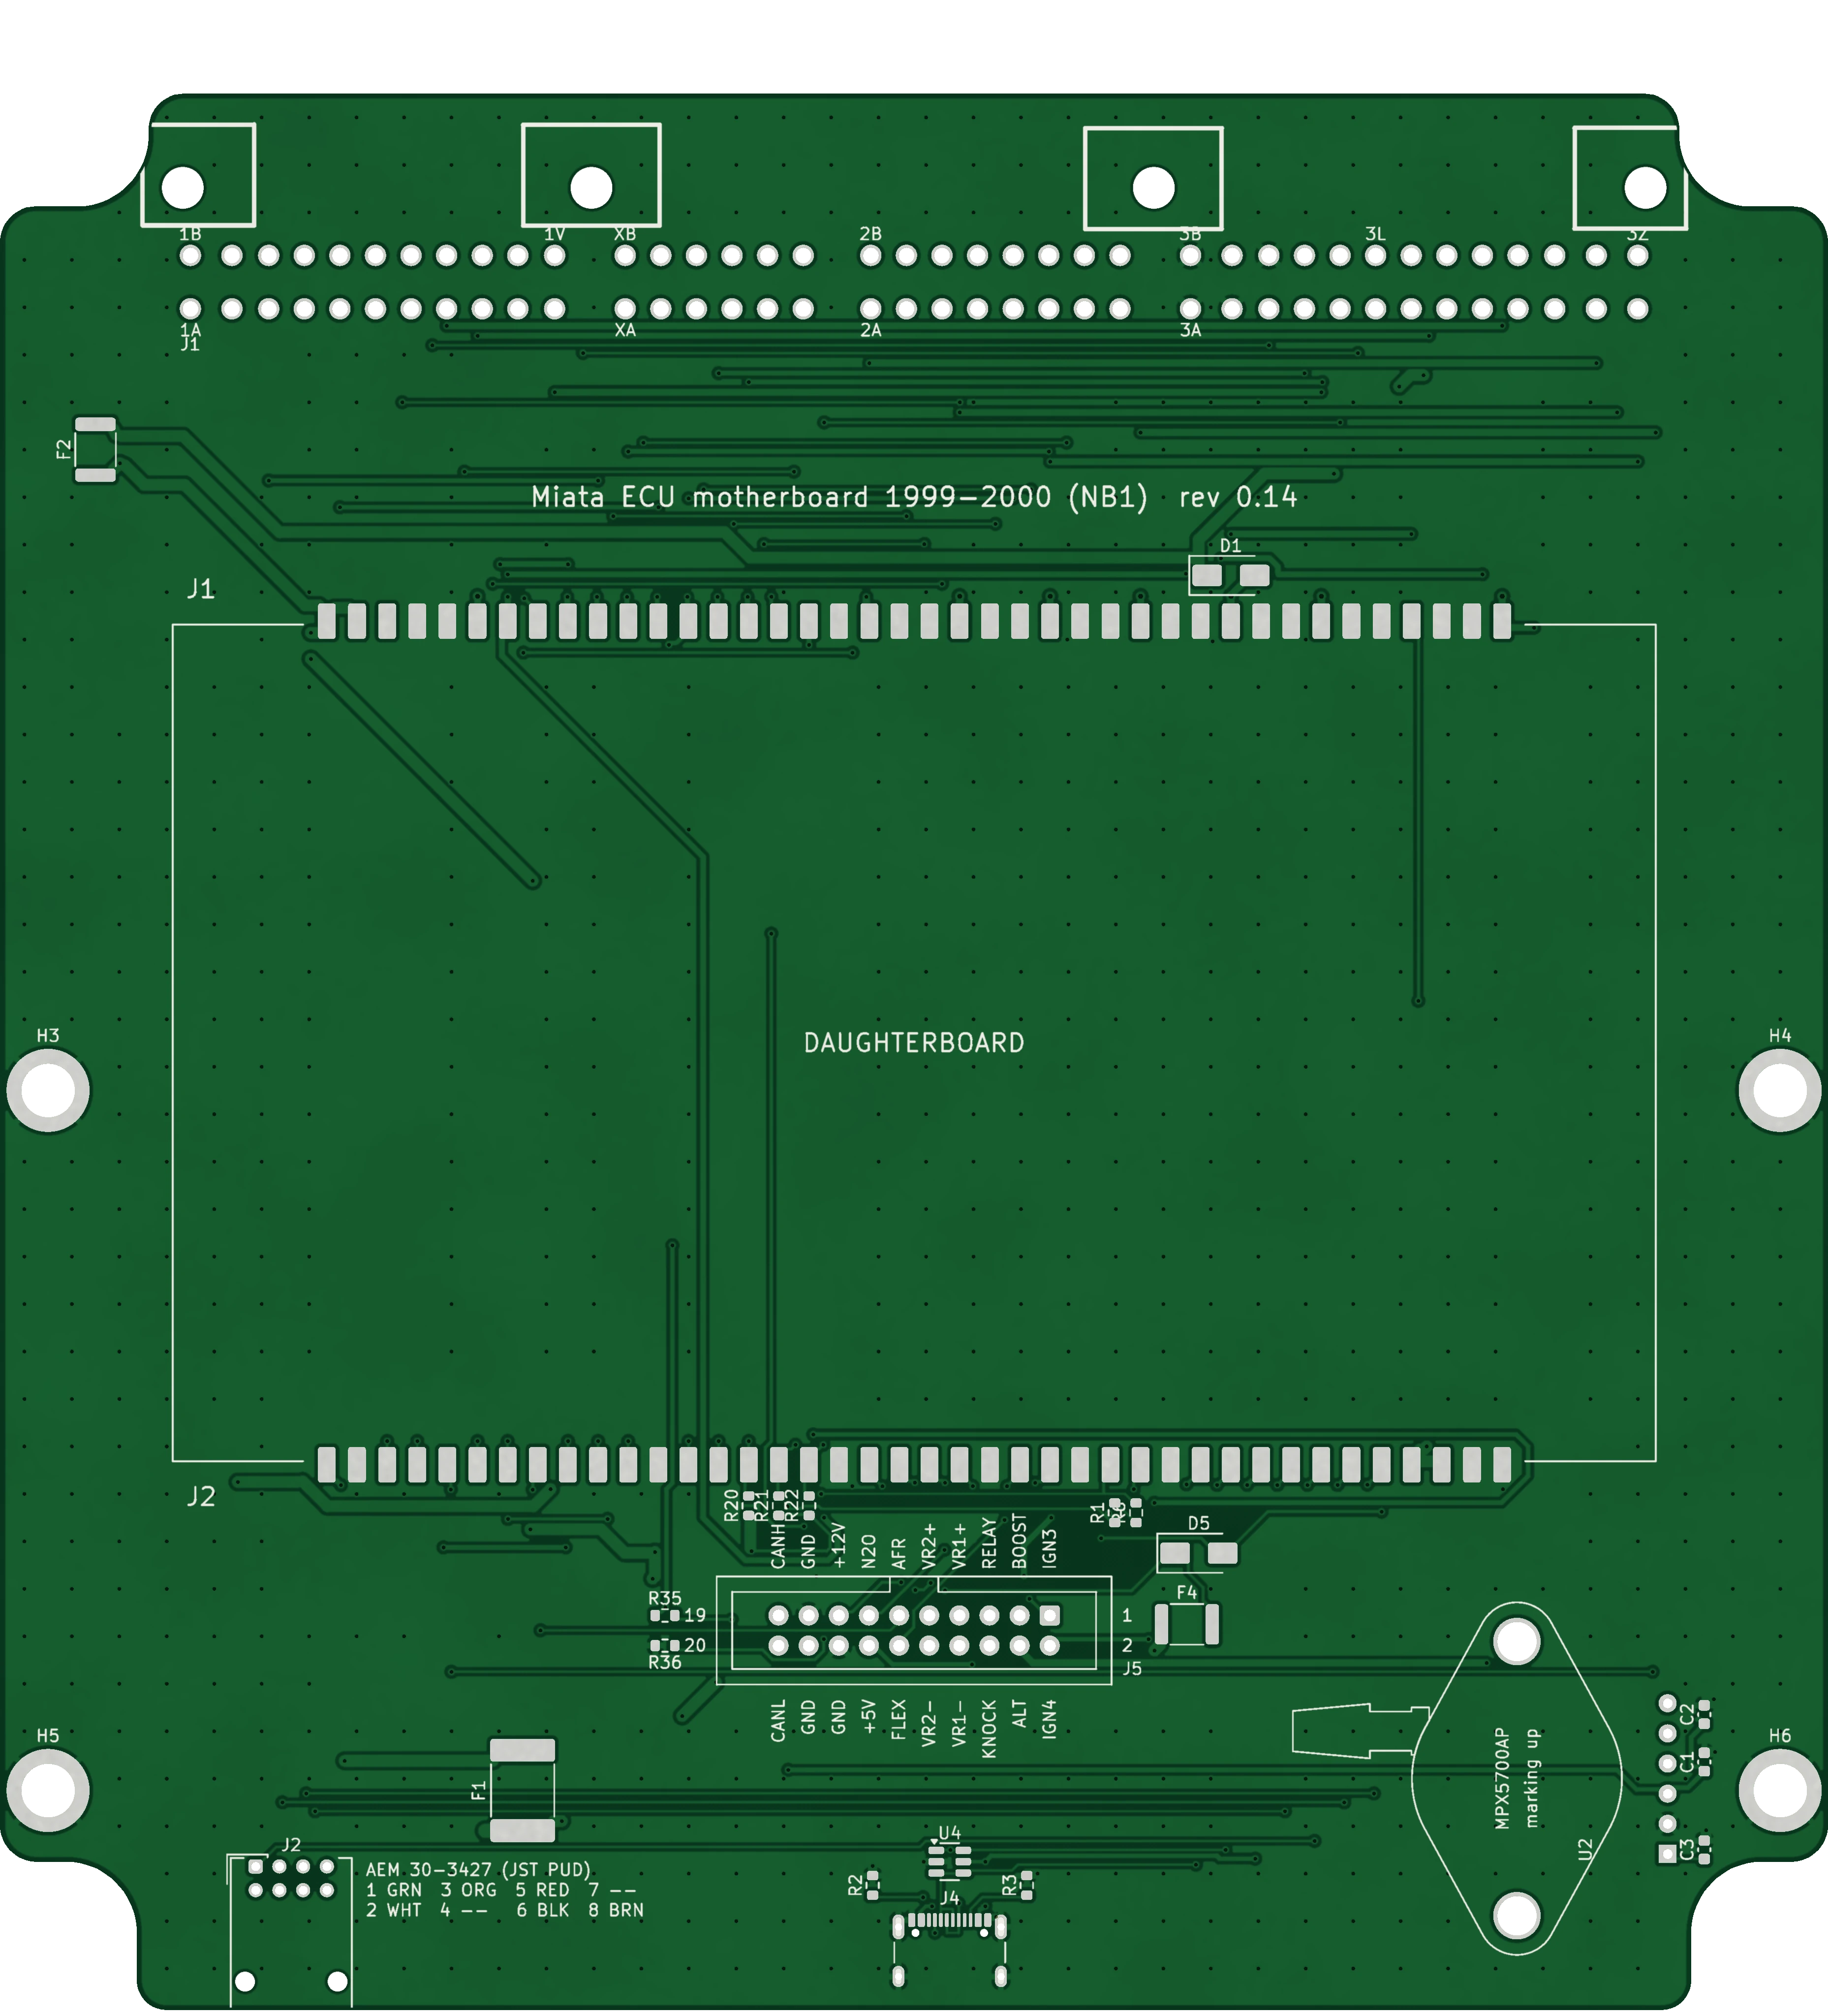 1B 1V XB 2B 3B 3L 3Z
1A XA 2A 3A
J1
F2
Miata ECU motherboard 1999-2000 (NB1) rev 0.14
D1
J1
H3
DAUGHTERBOARD
H4
J2
R20 R21 R22
R1
D5
CANH GND +12V N2O AFR VR2+ VR1+ RELAY BOOST IGN3
F4
R35
19 1
20 2
R36
J5
CANL GND GND +5V FLEX VR2- VR1- KNOCK ALT IGN4
H5
H6
C2
C1
F1
MPX5700AP
marking up
U2
C3
U4
J2
AEM 30-3427 (JST PUD)
1 GRN 3 ORG 5 RED 7 --
2 WHT 4 -- 6 BLK 8 BRN
R2
R3
J4